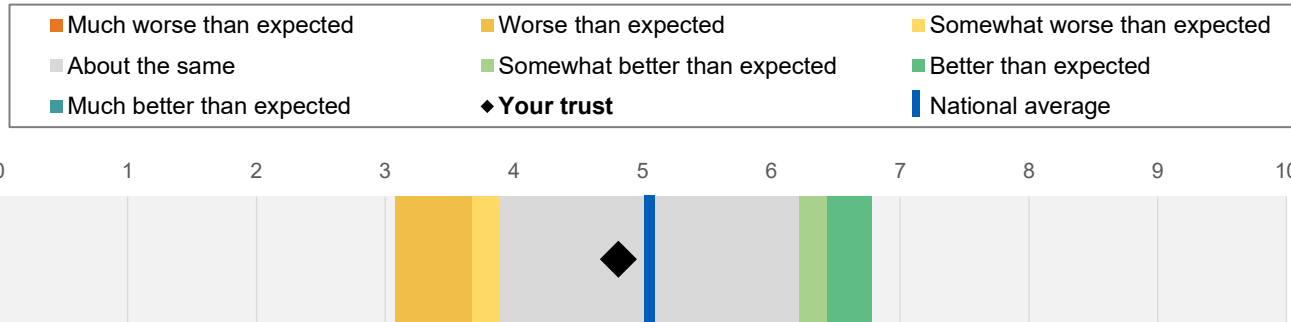 Much worse than expected Worse than expected Somewhat worse than expected
About the same Somewhat better than expected Better than expected
Much better than expected Your trust National average
0 1 2 3 4 5 6 7 8 9 10